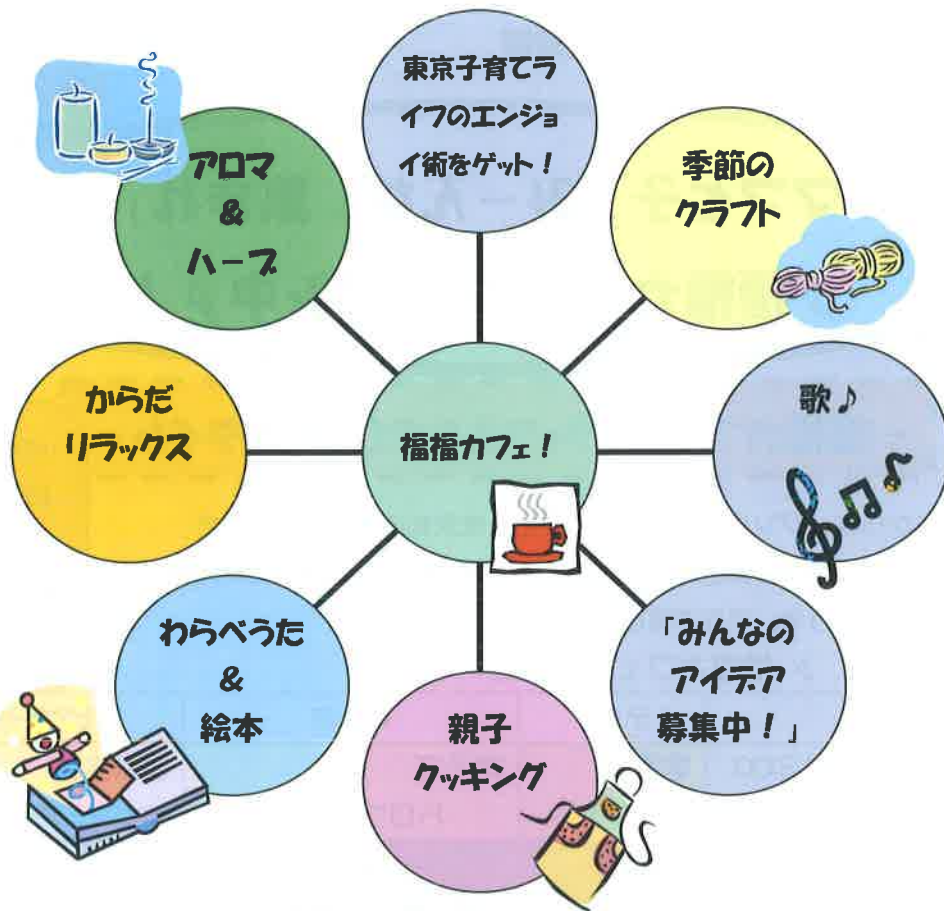 東京子育てラ
イフのエンジョ
イ術をゲット！
アロマ
&
ハーブ
季節の
クラフト
からだ
リラックス
福福カフェ！
歌♪
わらべうた
&
絵本
「みんなの
アイデア
募集中！」
親子
クッキング